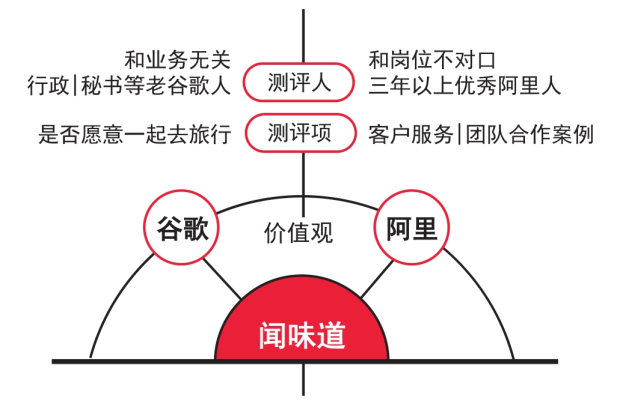 和业务无关
行政|秘书等老谷歌人
测评人
和岗位不对口
三年以上优秀阿里人
是否愿意一起去旅行
测评项
客户服务|团队合作案例
谷歌
价值观
阿里
闻味道